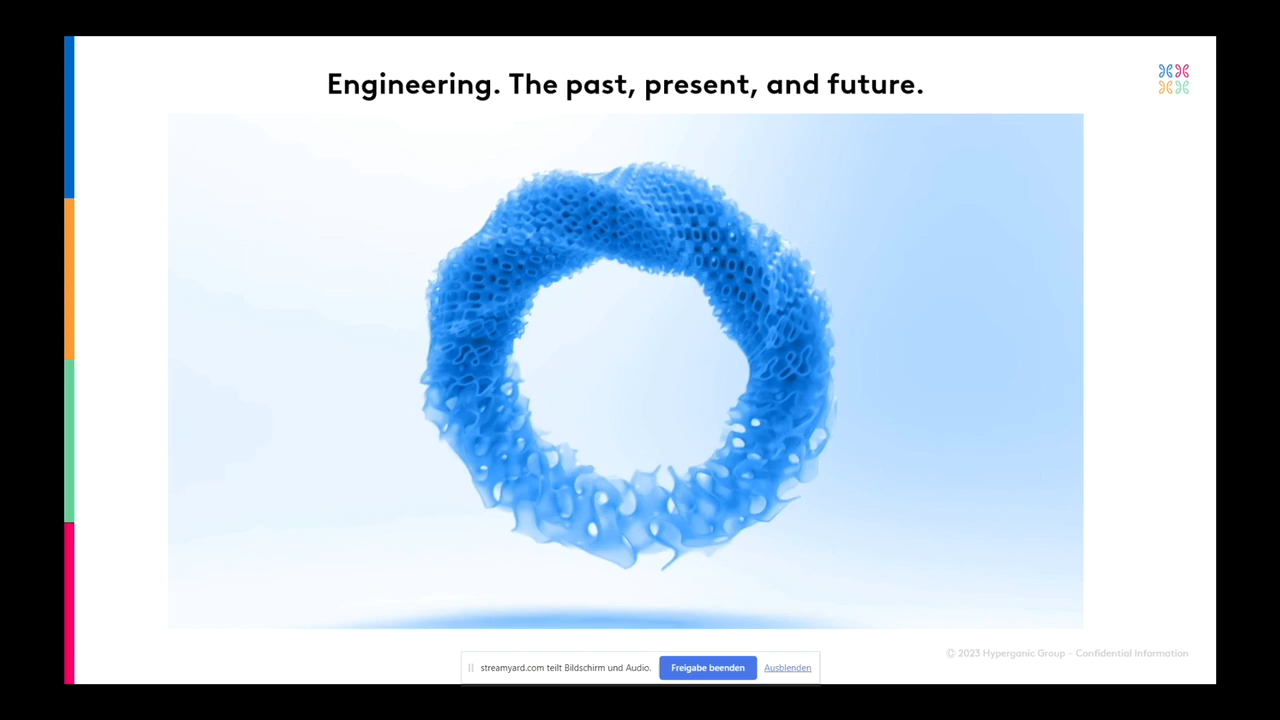 Engineering. The past, present, and future.
© 2023 Hyperganic Group – Confidential Information
streamyard.com teilt Bildschirm und Audio. Freigabe beenden Ausblenden